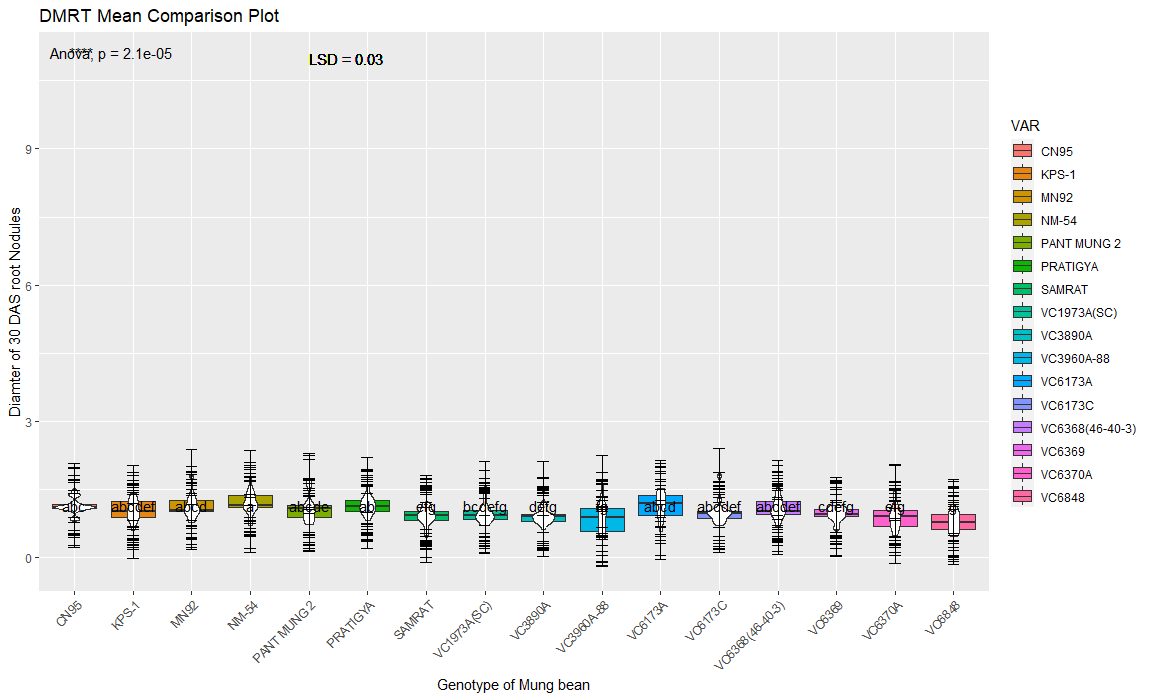 DMRT Mean Comparison Plot
Anova, p = 2.1e-05
****
LSD = 0.03
Diamter of 30 DAS root Nodules
9
6
3
0
abc
abcde
abcd
a
abcde
ab
efg
bcdefg
defg
g
abcd
abcdef
abcdef
cdefg
efg
CN95
KPS-1
MN92
NM-54
PANT MUNG 2
PRATIGYA
SAMRAT
VC1973A(SC)
VC3890A
VC3960A-88
VC6173A
VC6173C
VC6368(46-40-3)
VC6369
VC6370A
VC6848
Genotype of Mung bean
VAR
CN95
KPS-1
MN92
NM-54
PANT MUNG 2
PRATIGYA
SAMRAT
VC1973A(SC)
VC3890A
VC3960A-88
VC6173A
VC6173C
VC6368(46-40-3)
VC6369
VC6370A
VC6848